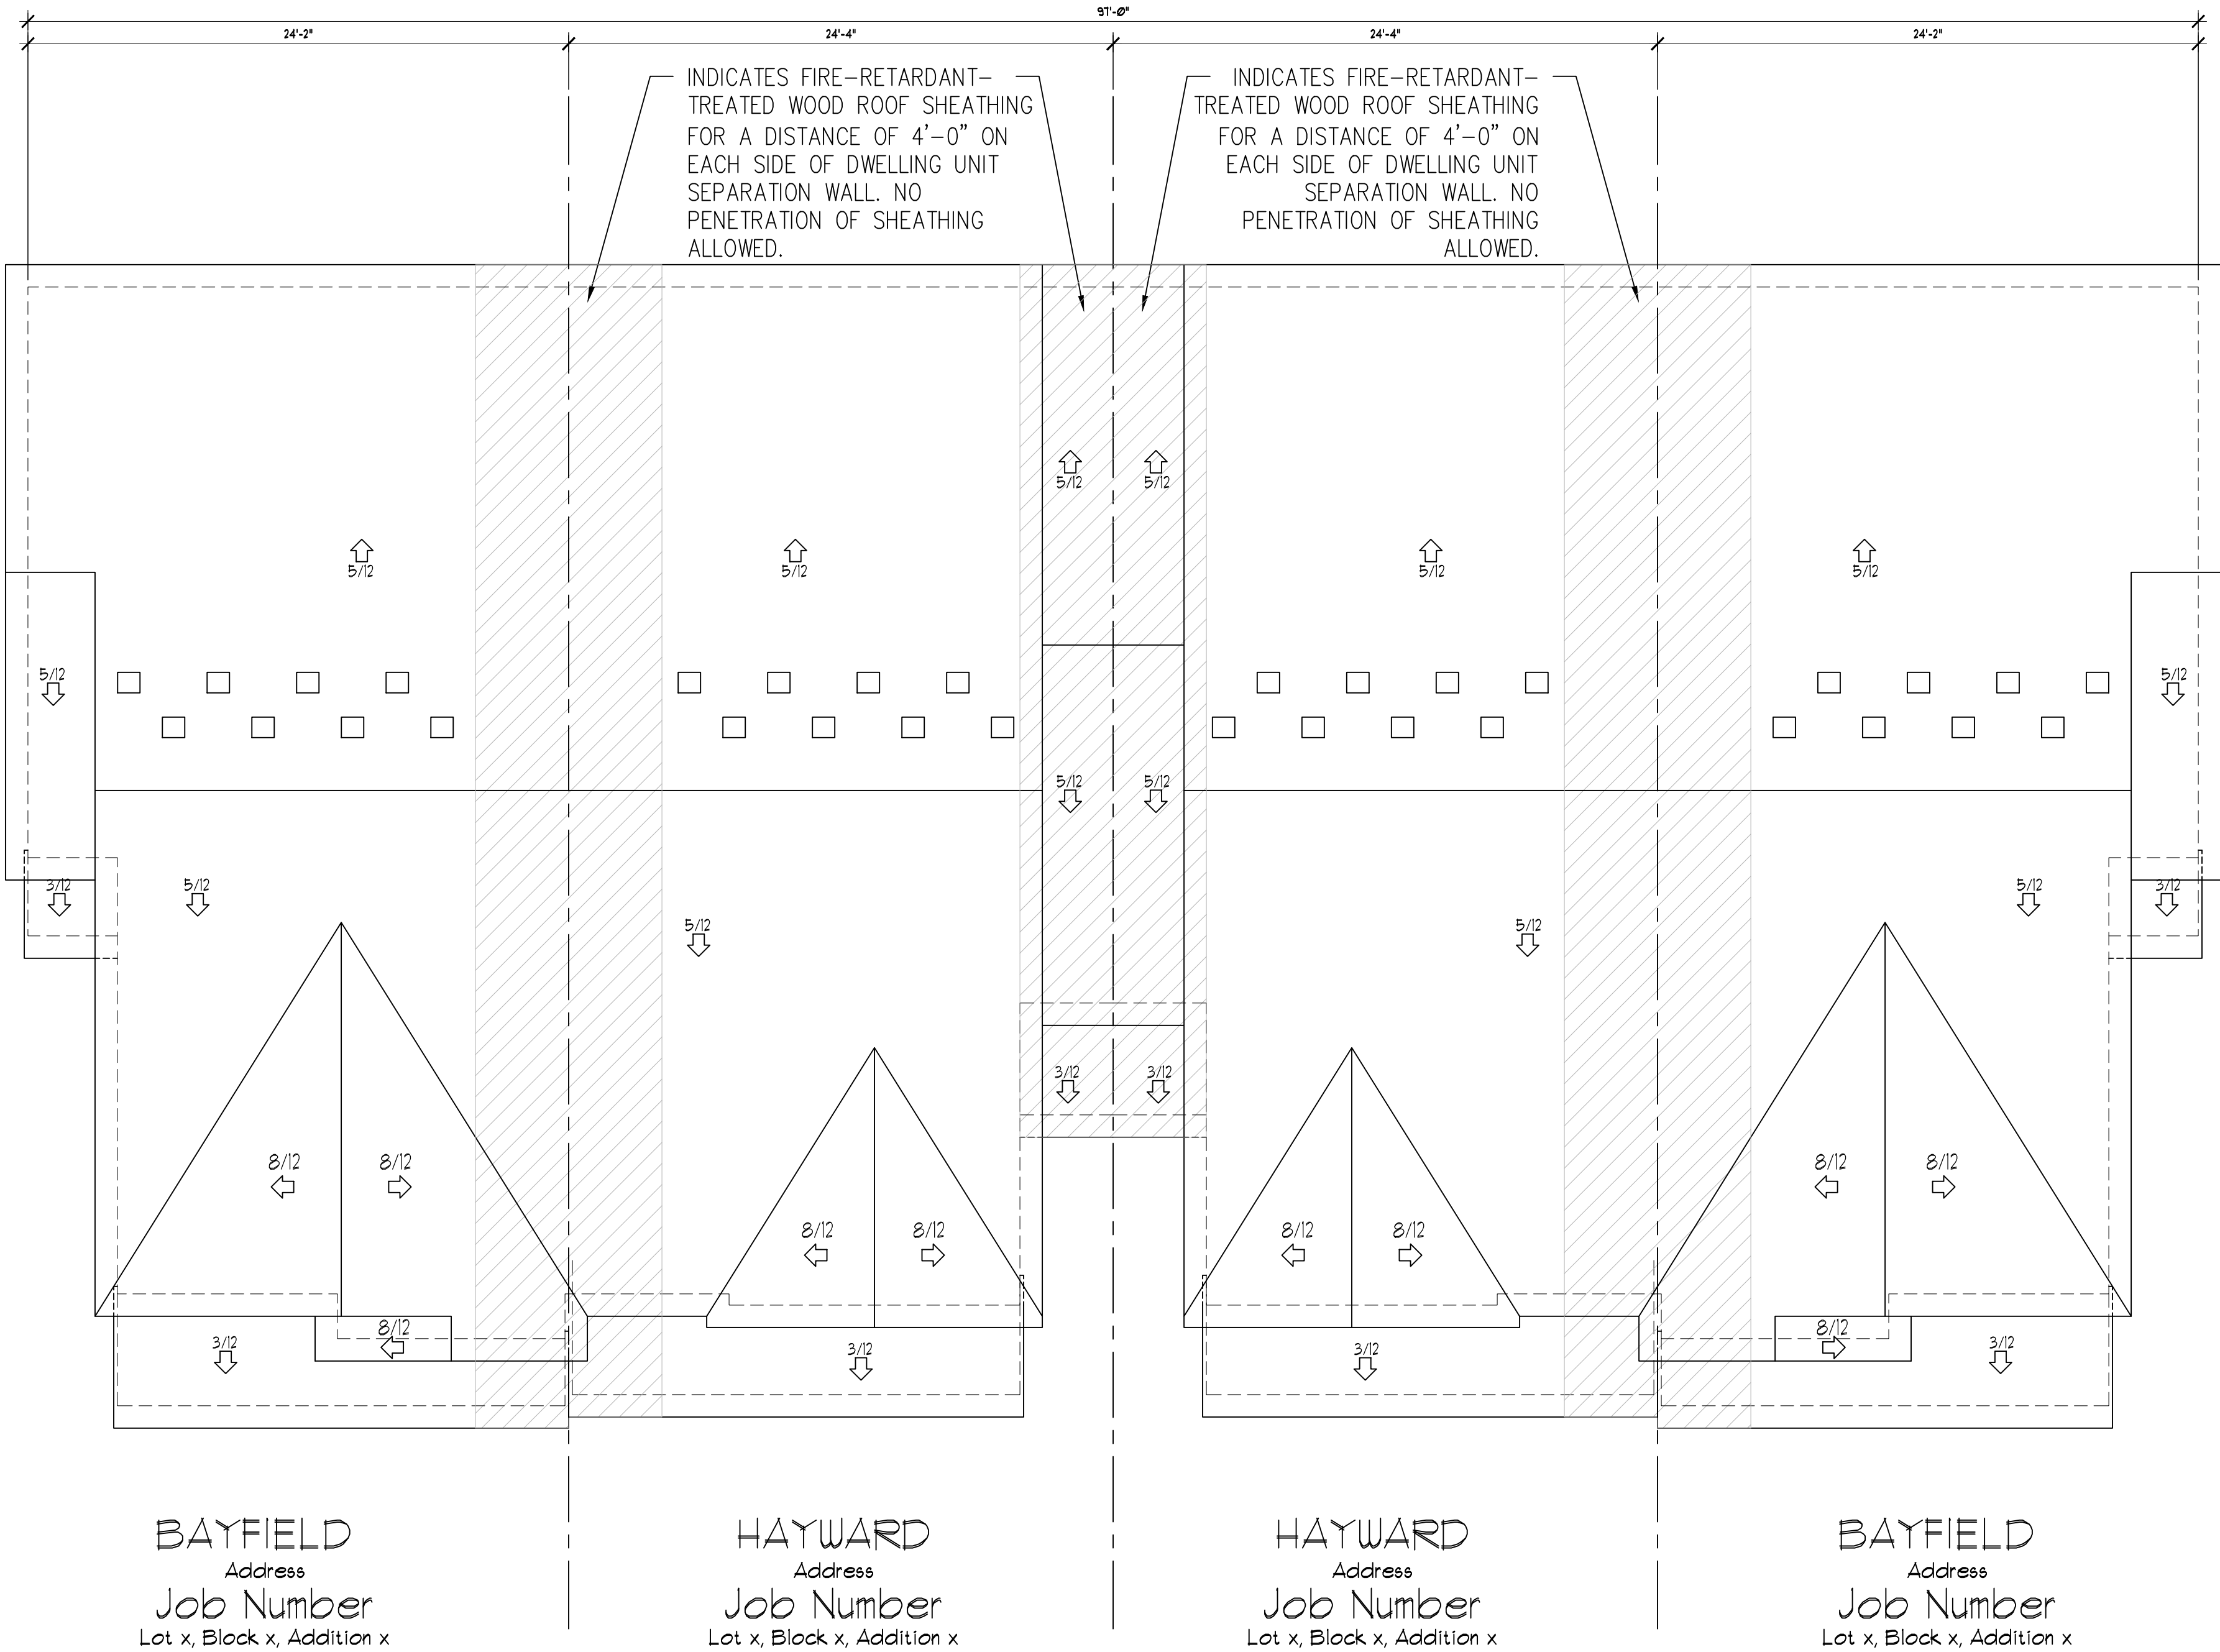 97'-0"
24'-2"
24'-4"
24'-4"
24'-2"
INDICATES FIRE-RETARDANT-
TREATED WOOD ROOF SHEATHING
FOR A DISTANCE OF 4'-0" ON
EACH SIDE OF DWELLING UNIT
SEPARATION WALL. NO
PENETRATION OF SHEATHING
ALLOWED.
INDICATES FIRE-RETARDANT-
TREATED WOOD ROOF SHEATHING
FOR A DISTANCE OF 4'-0" ON
EACH SIDE OF DWELLING UNIT
SEPARATION WALL. NO
PENETRATION OF SHEATHING
ALLOWED.
5/12
5/12
5/12
5/12
5/12
5/12
5/12
5/12
5/12
5/12
3/12
5/12
5/12
3/12
5/12
5/12
3/12
3/12
8/12
8/12
8/12
8/12
8/12
8/12
8/12
8/12
8/12
8/12
3/12
3/12
3/12
3/12
BAYFIELD
Address
Job Number
Lot x, Block x, Addition x
HAYWARD
Address
Job Number
Lot x, Block x, Addition x
HAYWARD
Address
Job Number
Lot x, Block x, Addition x
BAYFIELD
Address
Job Number
Lot x, Block x, Addition x